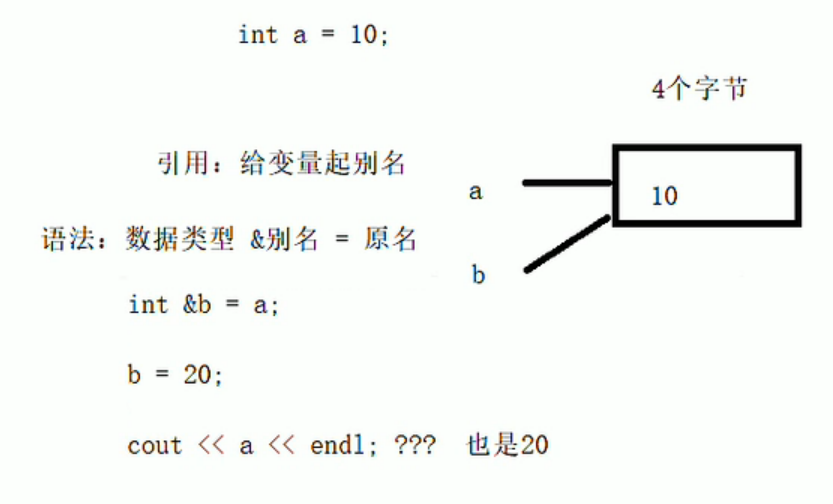 int a = 10;
4个字节
引用：给变量起别名
a
10
语法：数据类型 &别名 = 原名
b
int &b = a;
b = 20;
cout << a << endl; ??? 也是20